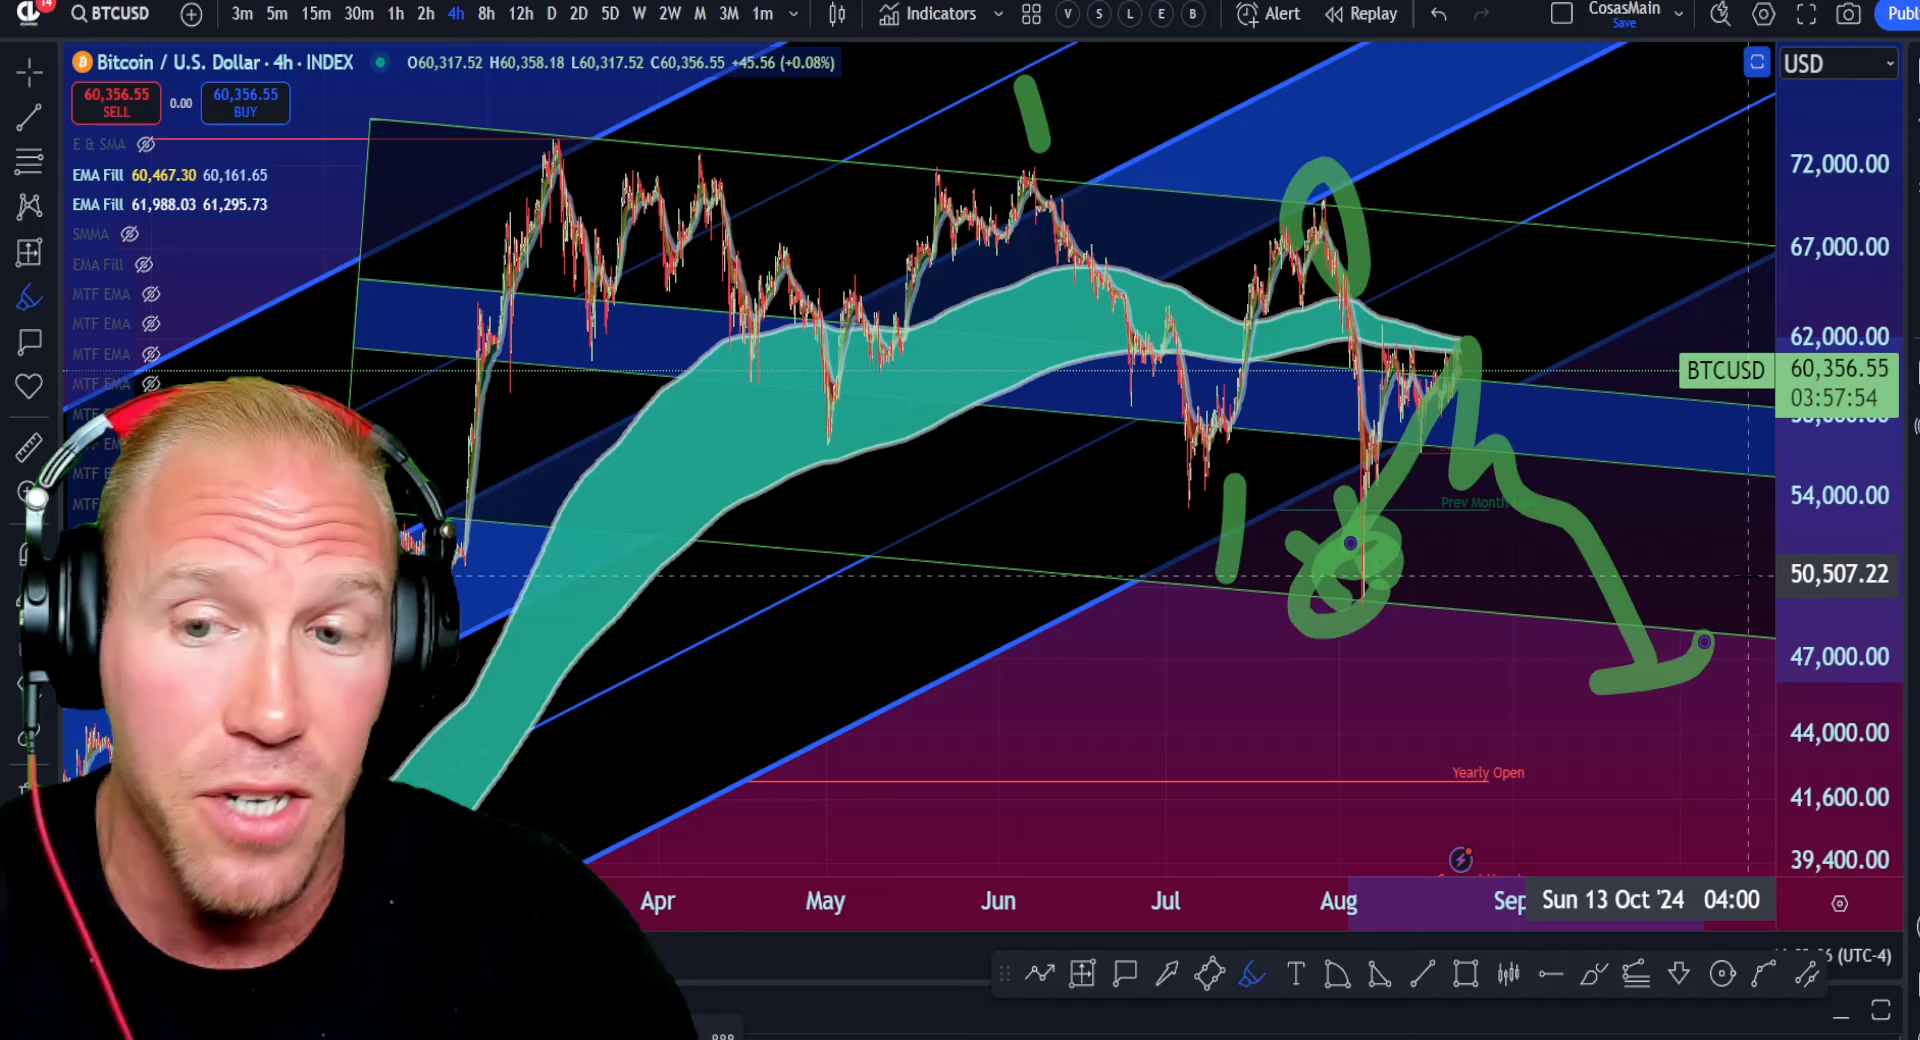 14
BTCUSD
3m 5m 15m 30m 1h 2h 4h 8h 12h D 2D 5D W 2W M 3M 1m
Indicators
V S L E B
Alert
Replay
CosasMain
Save
Publ
Bitcoin / U.S. Dollar · 4h · INDEX
O60,317.52 H60,358.18 L60,317.52 C60,356.55 +45.56 (+0.08%)
USD
60,356.55
SELL
0.00
60,356.55
BUY
E & SMA
EMA Fill 60,467.30 60,161.65
EMA Fill 61,988.03 61,295.73
SMMA
EMA Fill
MTF EMA
MTF EMA
MTF EMA
MTF EMA
72,000.00
67,000.00
62,000.00
BTCUSD
60,356.55
03:57:54
54,000.00
50,507.22
47,000.00
44,000.00
41,600.00
39,400.00
Prev Month
Yearly Open
Apr May Jun Jul Aug Sep
Sun 13 Oct '24 04:00
(UTC-4)